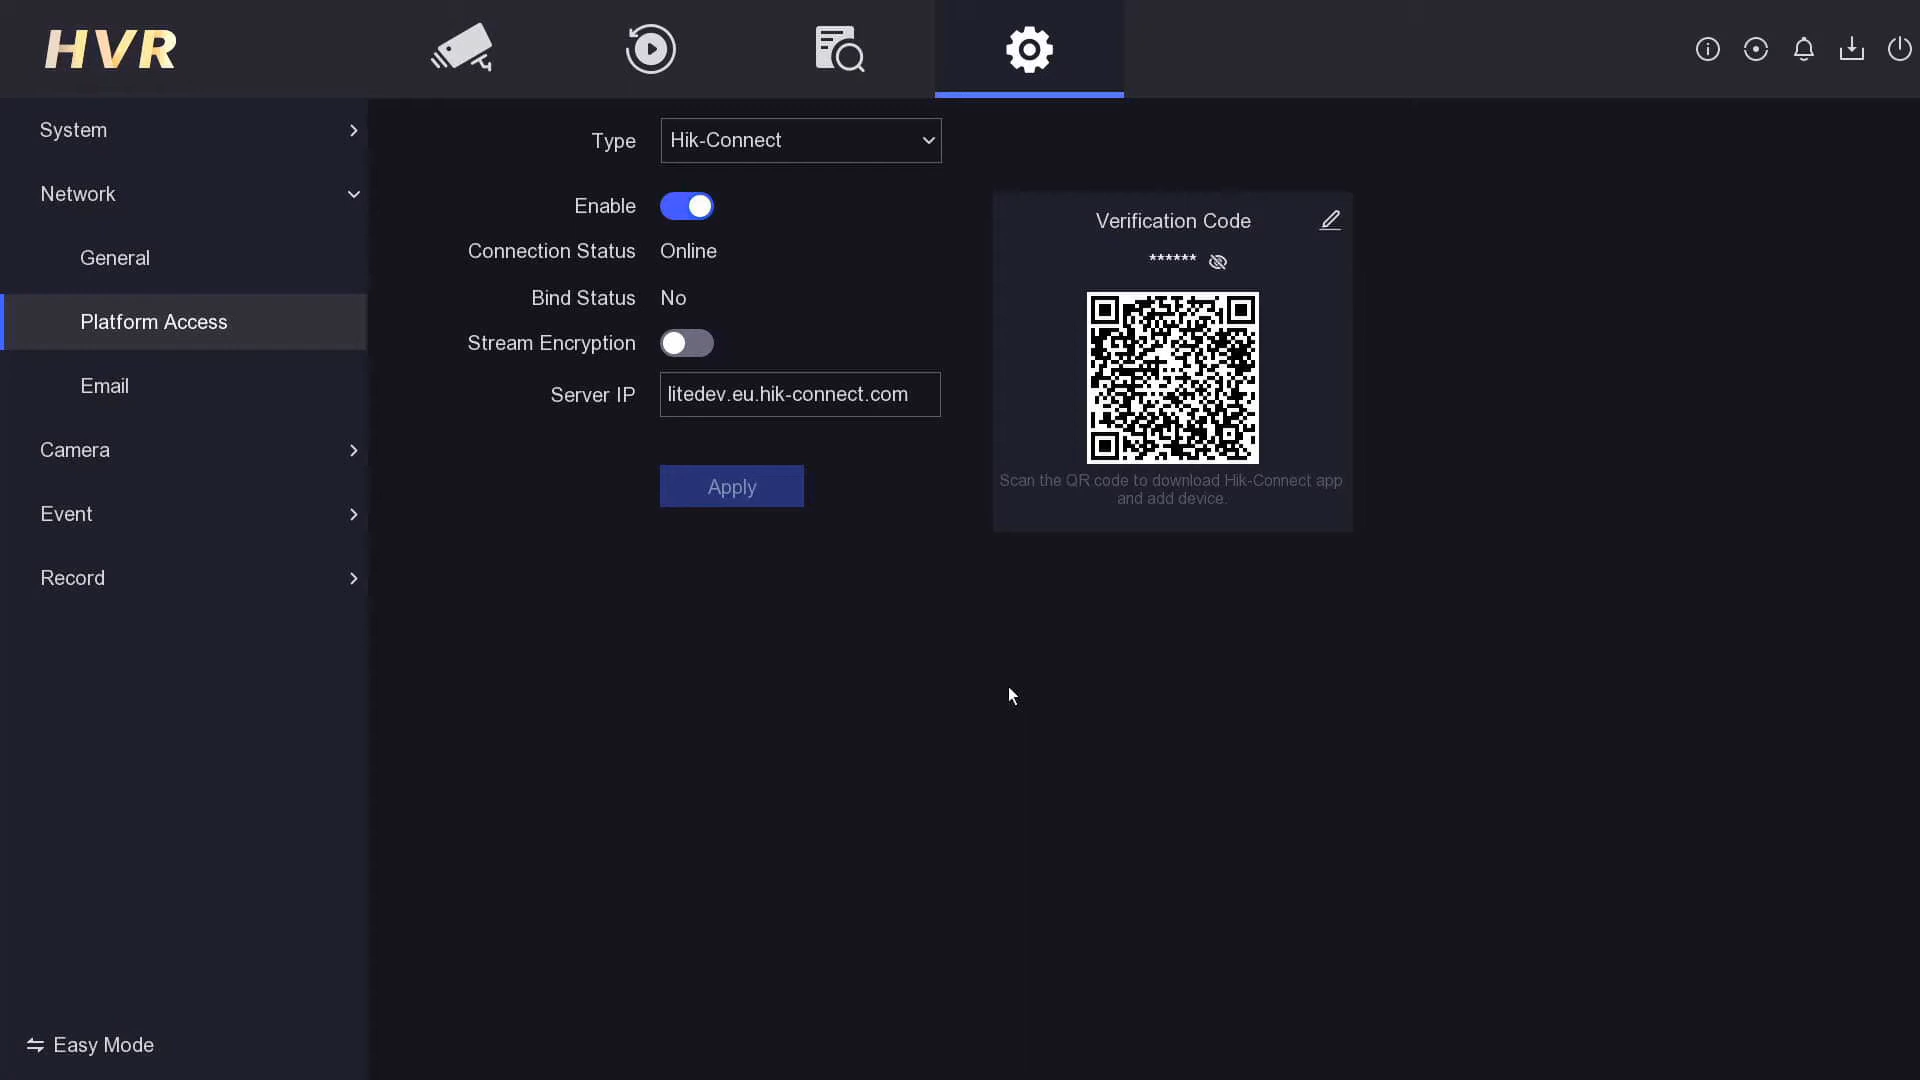 HVR
System
Network
General
Platform Access
Email
Camera
Event
Record
Easy Mode
Type Hik-Connect
Enable
Connection Status Online
Bind Status No
Stream Encryption
Server IP litedev.eu.hik-connect.com
Apply
Verification Code
******
Scan the QR code to download Hik-Connect app
and add device.